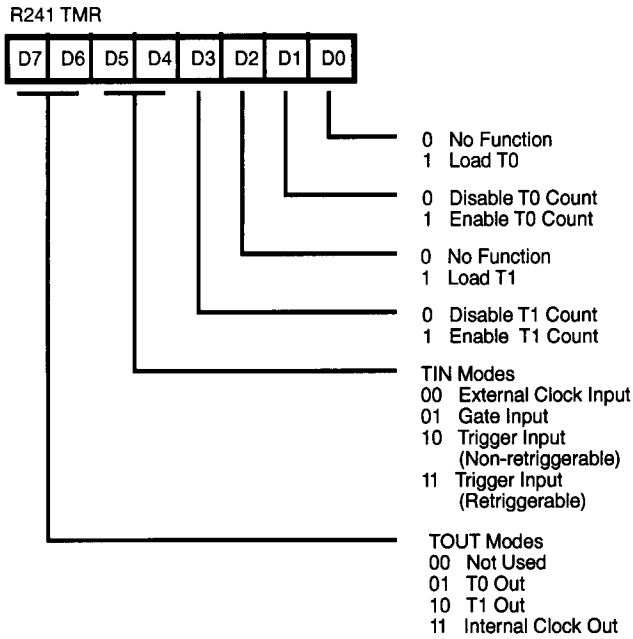 R241 TMR
D7 D6 D5 D4 D3 D2 D1 D0
0 No Function
1 Load T0
0 Disable T0 Count
1 Enable T0 Count
0 No Function
1 Load T1
0 Disable T1 Count
1 Enable T1 Count
TIN Modes
00 External Clock Input
01 Gate Input
10 Trigger Input
(Non-retriggerable)
11 Trigger Input
(Retriggerable)
TOUT Modes
00 Not Used
01 T0 Out
10 T1 Out
11 Internal Clock Out